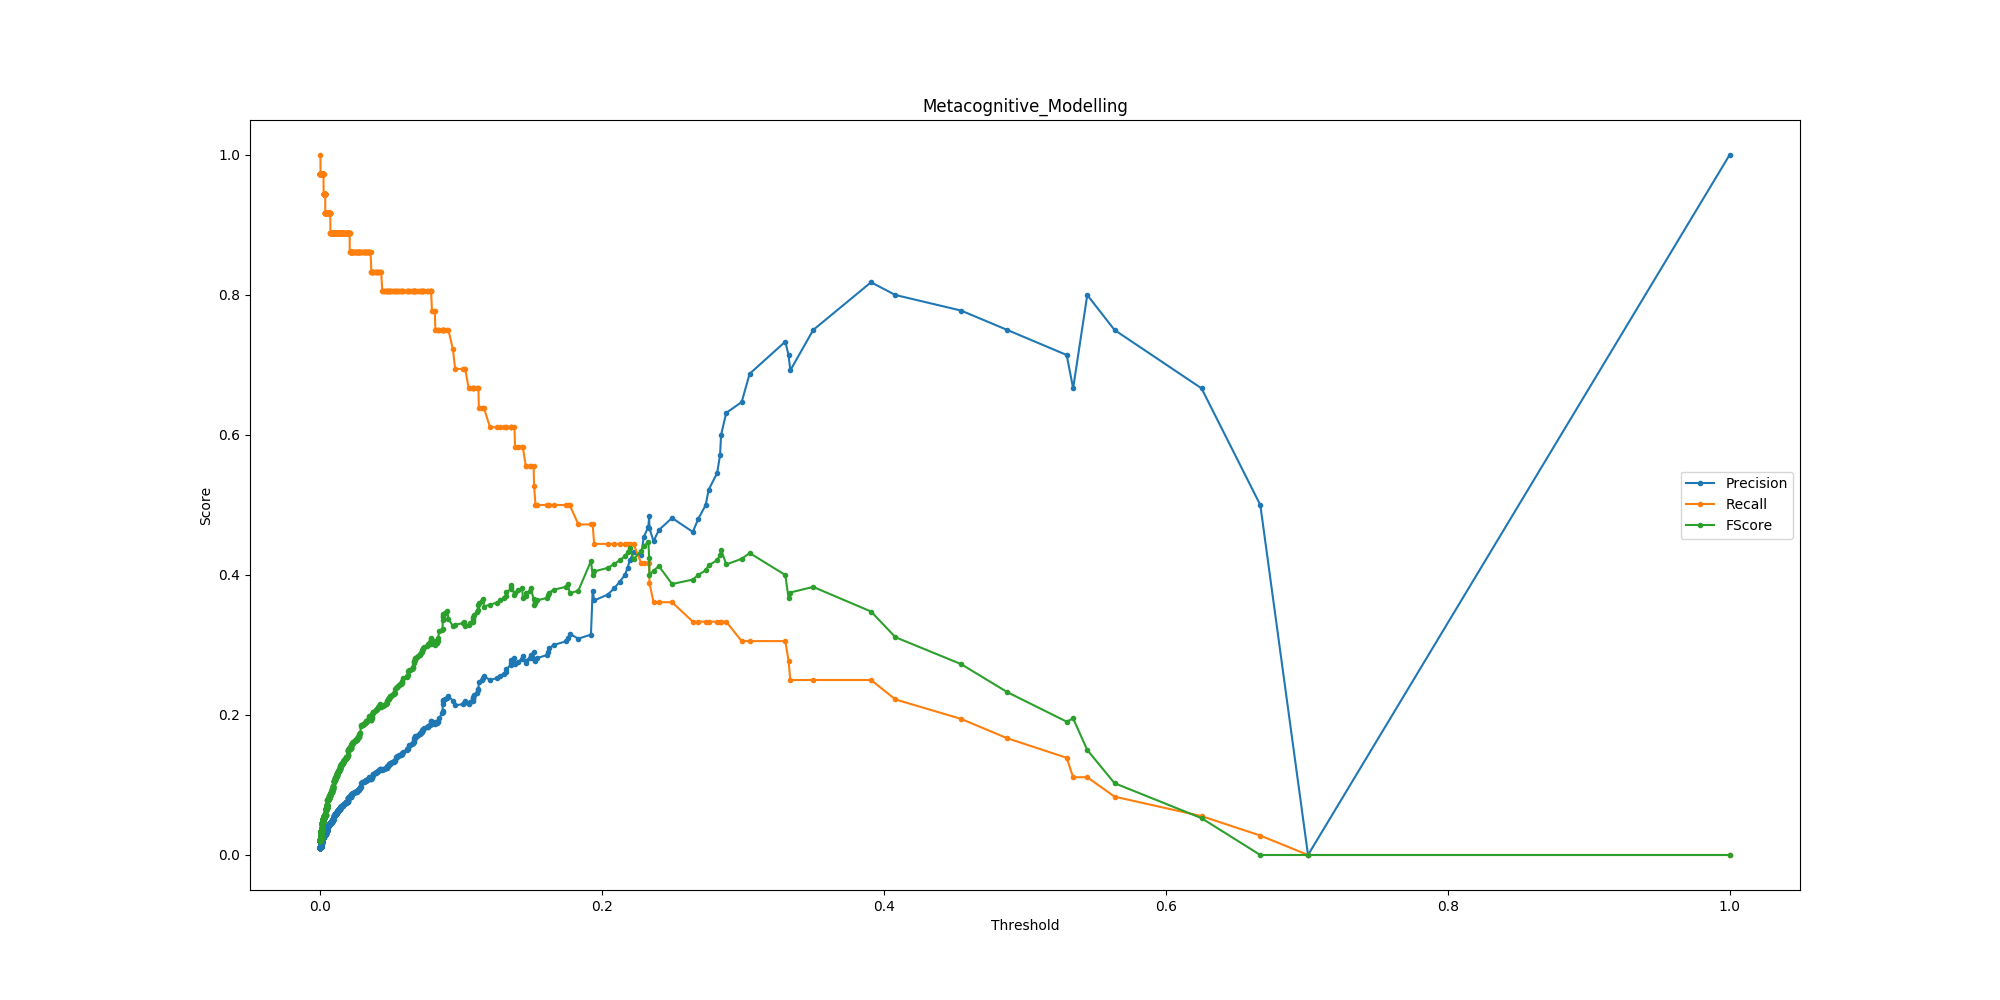 Metacognitive_Modelling
1.0
0.8
0.6
0.4
0.2
0.0
Score
Precision
Recall
FScore
0.0 0.2 0.4 0.6 0.8 1.0
Threshold